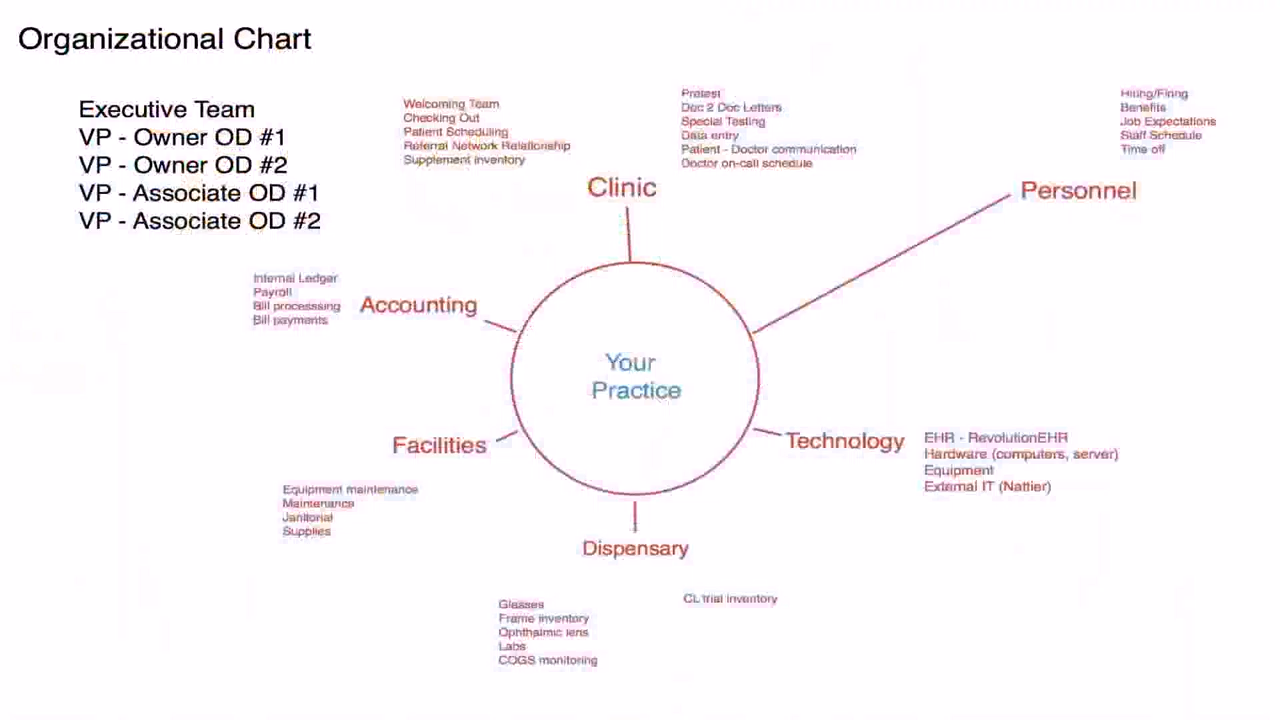 Organizational Chart
Executive Team
VP - Owner OD #1
VP - Owner OD #2
VP - Associate OD #1
VP - Associate OD #2
Welcoming Team
Checking Out
Patient Scheduling
Referral Network Relationship
Supplement inventory
Pretest
Doc 2 Doc Letters
Special Testing
Data entry
Patient - Doctor communication
Doctor on-call schedule
Clinic
Hiring/Firing
Benefits
Job Expectations
Staff Schedule
Time off
Personnel
Internal Ledger
Payroll
Bill processsing
Bill payments
Accounting
Your
Practice
Facilities
Equipment maintenance
Maintenance
Janitorial
Supplies
Technology
EHR - RevolutionEHR
Hardware (computers, server)
Equipment
External IT (Nattier)
Dispensary
Glasses
Frame inventory
Ophthalmic lens
Labs
COGS monitoring
CL trial inventory